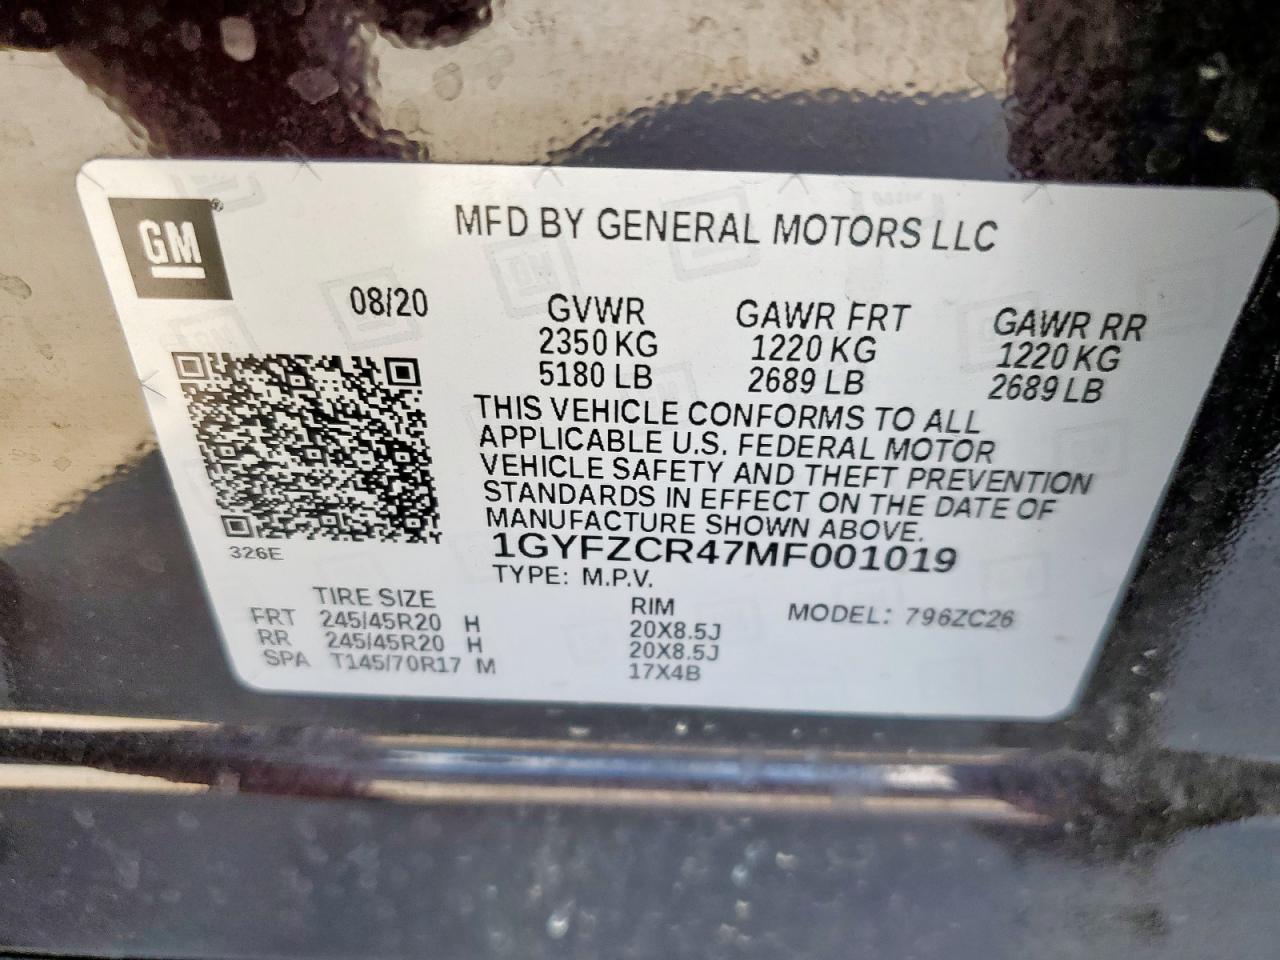 GM
MFD BY GENERAL MOTORS LLC
08/20 GVWR GAWR FRT GAWR RR
2350 KG 1220 KG 1220 KG
5180 LB 2689 LB 2689 LB
THIS VEHICLE CONFORMS TO ALL
APPLICABLE U.S. FEDERAL MOTOR
VEHICLE SAFETY AND THEFT PREVENTION
STANDARDS IN EFFECT ON THE DATE OF
MANUFACTURE SHOWN ABOVE.
326E 1GYFZCR47MF001019
TYPE: M.P.V.
TIRE SIZE RIM MODEL: 796ZC26
FRT 245/45R20 H 20X8.5J
RR 245/45R20 H 20X8.5J
SPA T145/70R17 M 17X4B